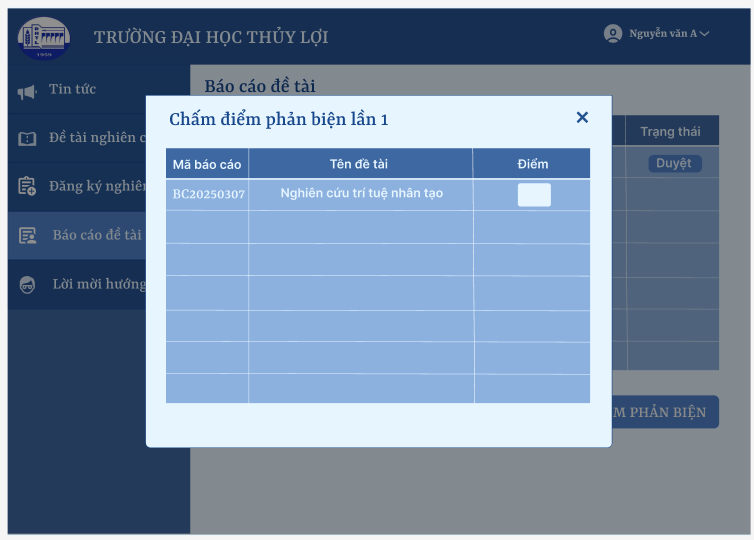 1959
TRƯỜNG ĐẠI HỌC THỦY LỢI
Nguyễn văn A
Tin tức
Đề tài nghiên c
Đăng ký nghiên
Báo cáo đề tài
Lời mời hướng
Báo cáo đề tài
Trạng thái
Duyệt
M PHẢN BIỆN
Chấm điểm phản biện lần 1
Mã báo cáo Tên đề tài Điểm
BC20250307 Nghiên cứu trí tuệ nhân tạo